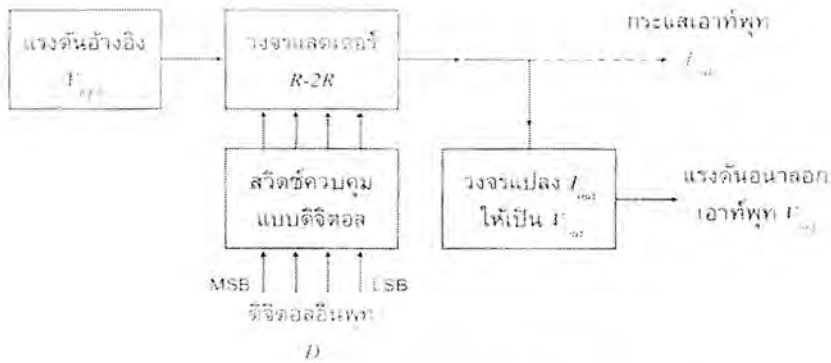 แรงดันอ้างอิง
V
วงจรแลดเดอร์
R-2R
กระแสเอาท์พุท
I out
สวิตช์ควบคุม
แบบดิจิตอล
วงจรแปลง I out
ให้เป็น V out
แรงดันอนาลอก
เอาท์พุท V out
MSB
LSB
ดิจิตอลอินพุท
D